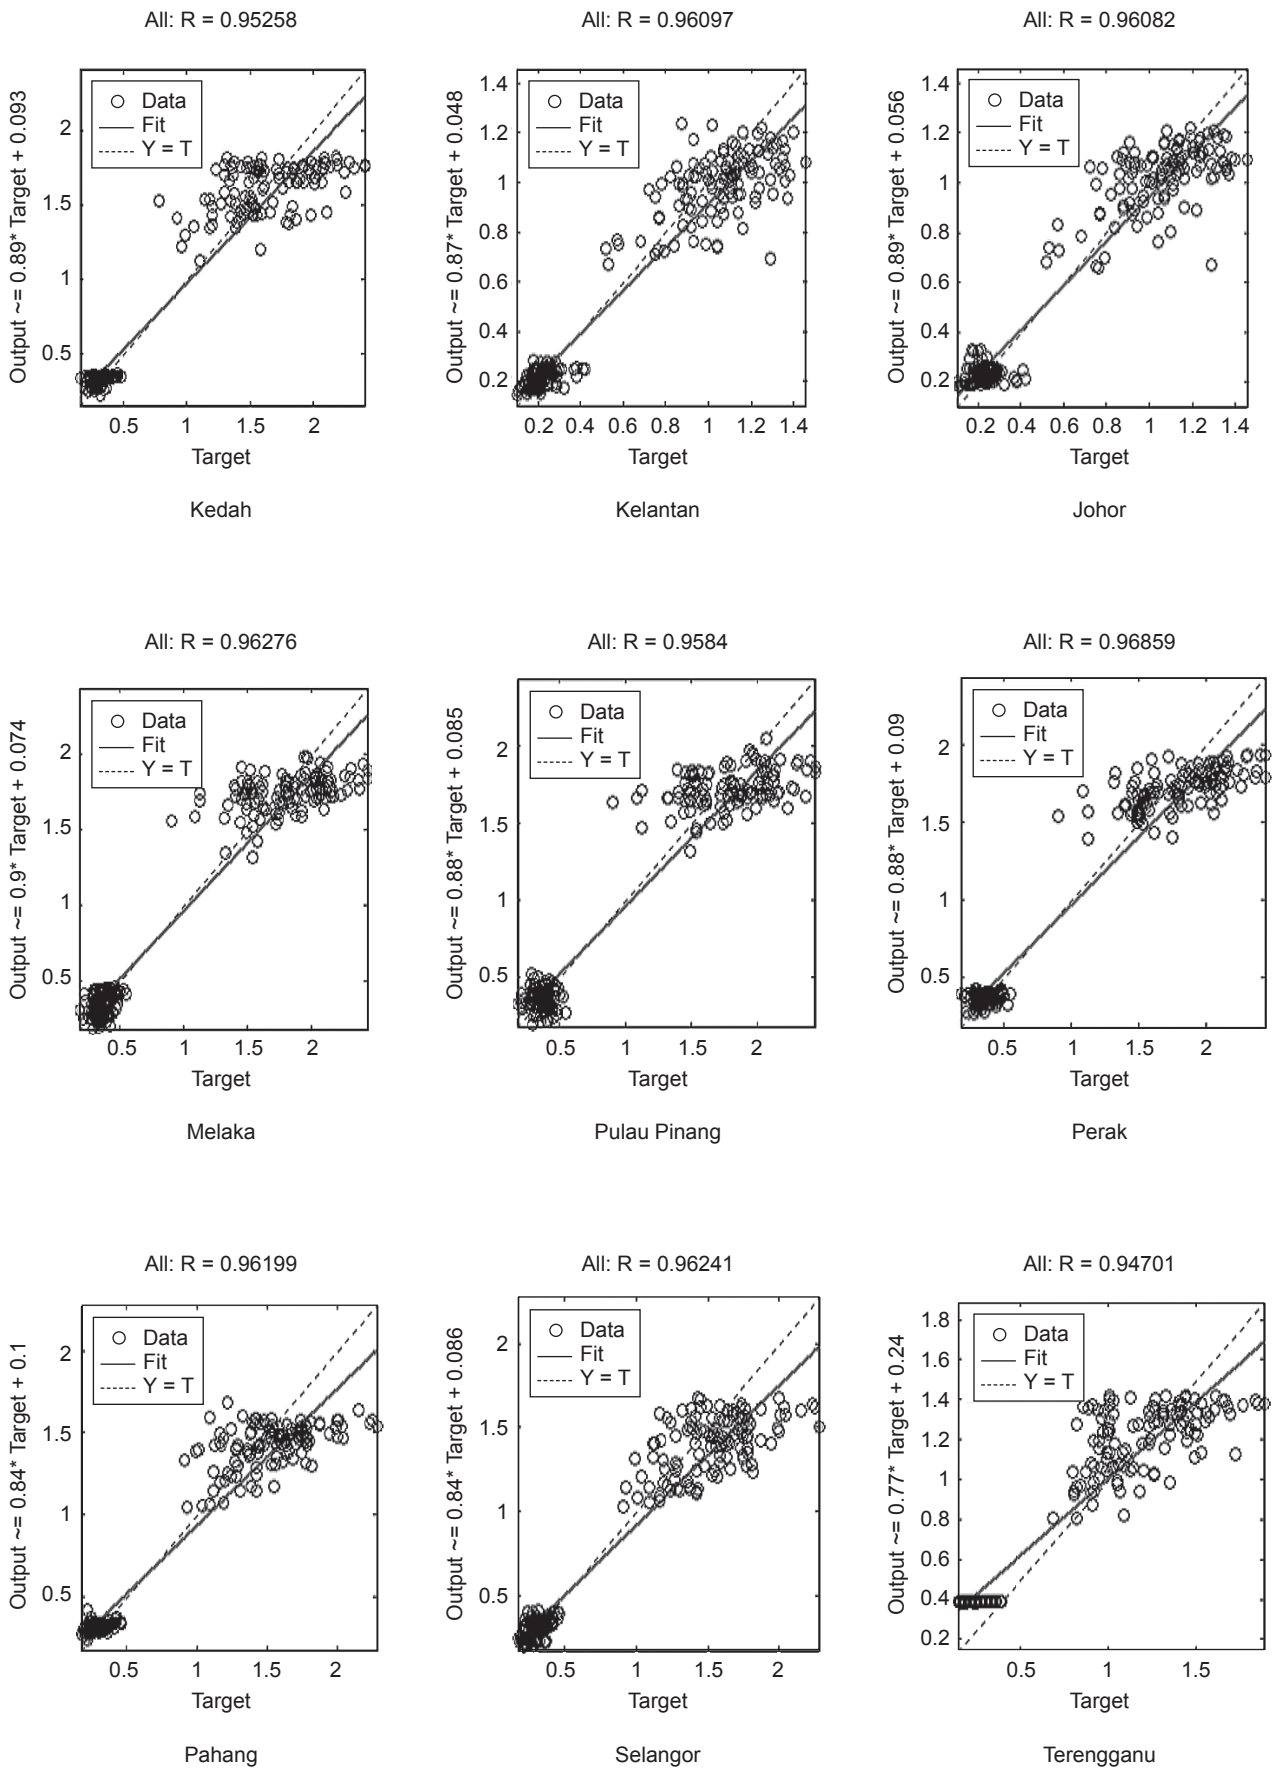 All: R = 0.95258
Output ~= 0.89* Target + 0.093
Data
Fit
Y = T
2
1.5
1
0.5
0.5 1 1.5 2
Target
Kedah
All: R = 0.96097
Output ~= 0.87* Target + 0.048
Data
Fit
Y = T
1.4
1.2
1
0.8
0.6
0.4
0.2
0.2 0.4 0.6 0.8 1 1.2 1.4
Target
Kelantan
All: R = 0.96082
Output ~= 0.89* Target + 0.056
Data
Fit
Y = T
1.4
1.2
1
0.8
0.6
0.4
0.2
0.2 0.4 0.6 0.8 1 1.2 1.4
Target
Johor
All: R = 0.96276
Output ~= 0.9* Target + 0.074
Data
Fit
Y = T
2
1.5
1
0.5
0.5 1 1.5 2
Target
Melaka
All: R = 0.9584
Output ~= 0.88* Target + 0.085
Data
Fit
Y = T
2
1.5
1
0.5
0.5 1 1.5 2
Target
Pulau Pinang
All: R = 0.96859
Output ~= 0.88* Target + 0.09
Data
Fit
Y = T
2
1.5
1
0.5
0.5 1 1.5 2
Target
Perak
All: R = 0.96199
Output ~= 0.84* Target + 0.1
Data
Fit
Y = T
2
1.5
1
0.5
0.5 1 1.5 2
Target
Pahang
All: R = 0.96241
Output ~= 0.84* Target + 0.086
Data
Fit
Y = T
2
1.5
1
0.5
0.5 1 1.5 2
Target
Selangor
All: R = 0.94701
Output ~= 0.77* Target + 0.24
Data
Fit
Y = T
1.8
1.6
1.4
1.2
1.0
0.8
0.6
0.4
0.2
0.5 1 1.5
Target
Terengganu